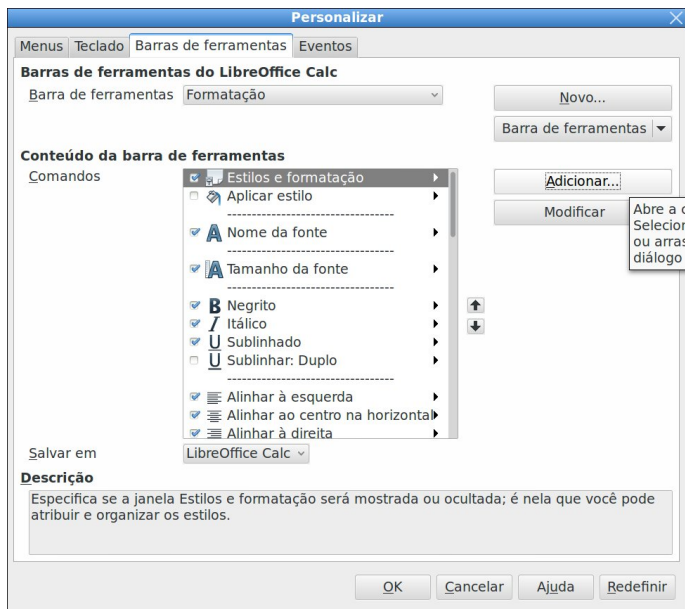 Personalizar
Menus Teclado Barras de ferramentas Eventos
Barras de ferramentas do LibreOffice Calc
Barra de ferramentas Formatação
Novo...
Barra de ferramentas
Conteúdo da barra de ferramentas
Comandos
Estilos e formatação
Aplicar estilo
---------------------------------
Nome da fonte
---------------------------------
Tamanho da fonte
---------------------------------
Negrito
Itálico
Sublinhado
Sublinhar: Duplo
---------------------------------
Alinhar à esquerda
Alinhar ao centro na horizontal
Alinhar à direita
Adicionar...
Modificar
Abre a
Selecion
ou arras
diálogo
Salvar em LibreOffice Calc
Descrição
Especifica se a janela Estilos e formatação será mostrada ou ocultada; é nela que você pode
atribuir e organizar os estilos.
OK Cancelar Ajuda Redefinir